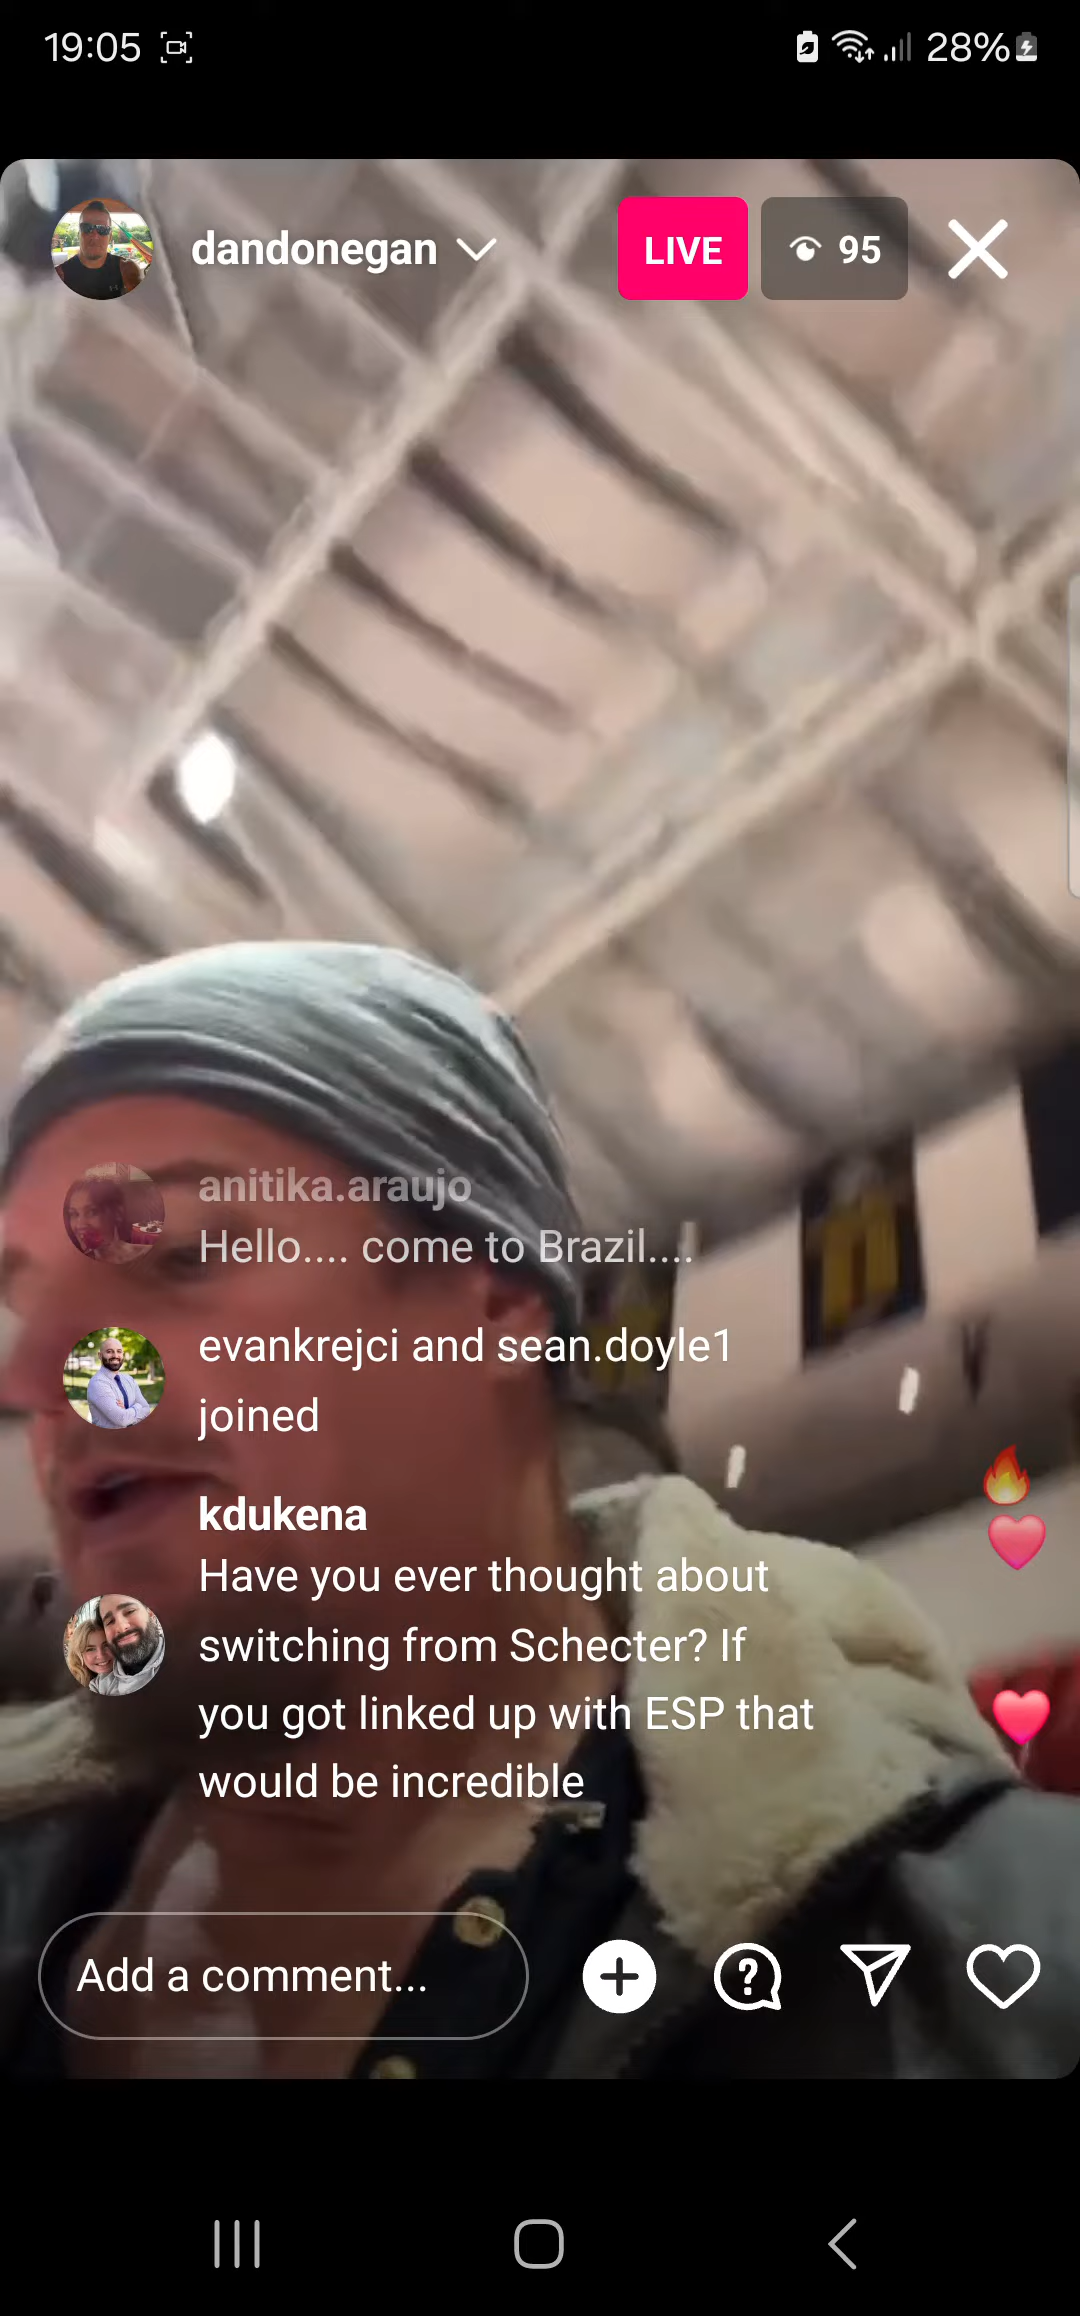 19:05
28%
dandonegan
LIVE
95
anitika.araujo
Hello.... come to Brazil....
evankrejci and sean.doyle1
joined
kdukena
Have you ever thought about
switching from Schecter? If
you got linked up with ESP that
would be incredible
Add a comment...